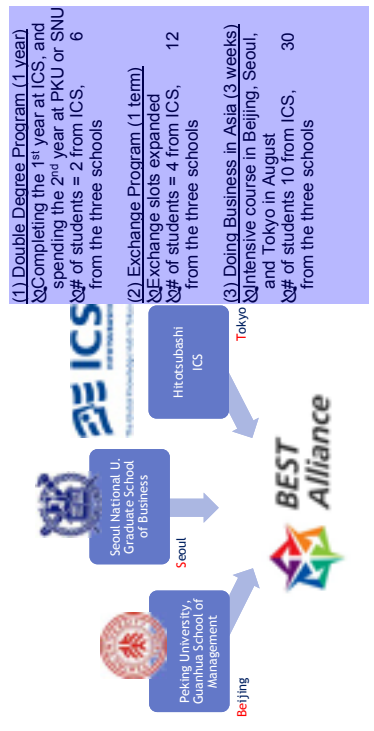 Peking University,
Guanhua School of
Management
Beijing
Seoul National U.
Graduate School
of Business
Seoul
ICS
Hitotsubashi
ICS
Tokyo
BEST
Alliance
(1) Double Degree Program (1 year)
Completing the 1st year at ICS, and
spending the 2nd year at PKU or SNU
# of students = 2 from ICS, 6
from the three schools
(2) Exchange Program (1 term)
Exchange slots expanded
# of students = 4 from ICS, 12
from the three schools
(3) Doing Business in Asia (3 weeks)
Intensive course in Beijing, Seoul,
and Tokyo in August
# of students 10 from ICS, 30
from the three schools